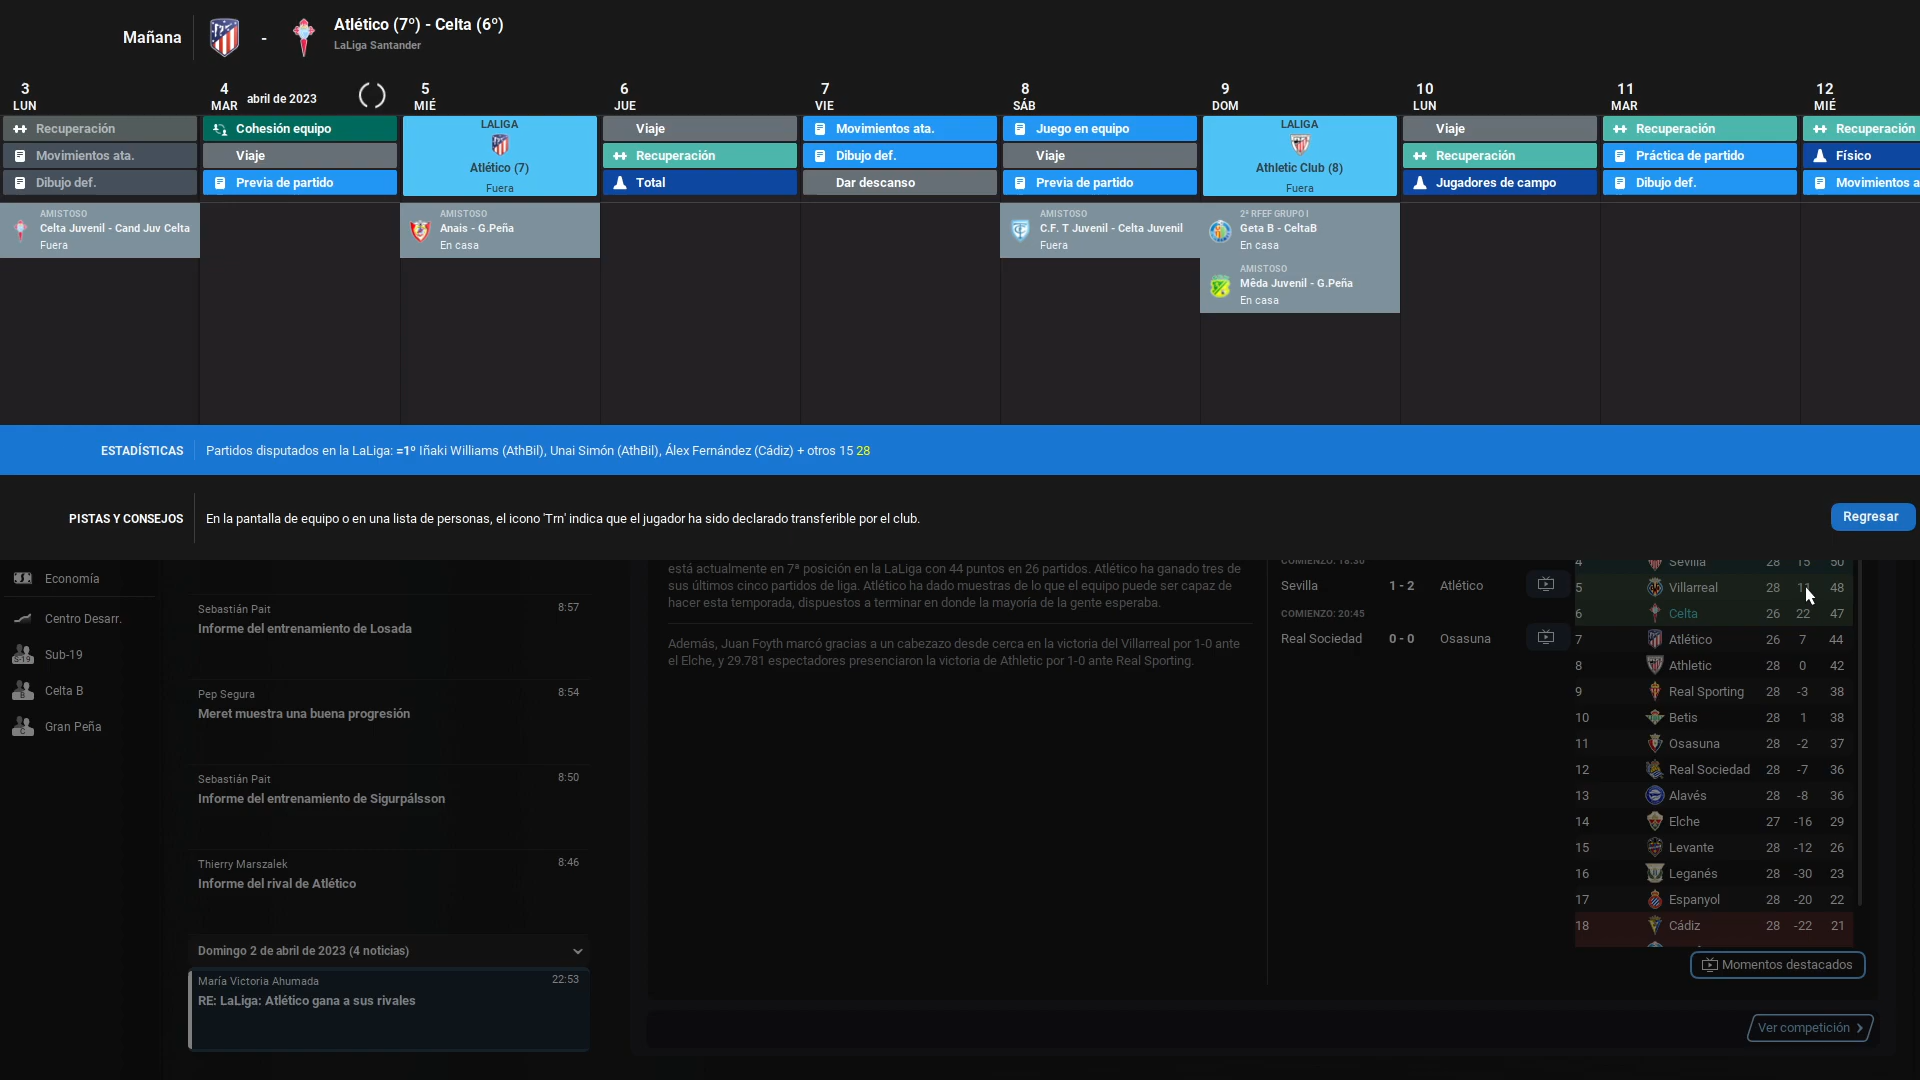 Mañana
-
Atlético (7º) - Celta (6º)
LaLiga Santander
3
LUN
4
MAR
abril de 2023
5
MIÉ
6
JUE
7
VIE
8
SÁB
9
DOM
10
LUN
11
MAR
12
MIÉ
Recuperación
Movimientos ata.
Dibujo def.
Cohesión equipo
Viaje
Previa de partido
LALIGA
Atlético (7)
Fuera
Viaje
Recuperación
Total
Movimientos ata.
Dibujo def.
Dar descanso
Juego en equipo
Viaje
Previa de partido
LALIGA
Athletic Club (8)
Fuera
Viaje
Recuperación
Jugadores de campo
Recuperación
Práctica de partido
Dibujo def.
Recuperación
Físico
Movimientos a
AMISTOSO
Celta Juvenil - Cand Juv Celta
Fuera
AMISTOSO
Anais - G.Peña
En casa
AMISTOSO
C.F. T Juvenil - Celta Juvenil
Fuera
2ª RFEF GRUPO I
Geta B - CeltaB
En casa
AMISTOSO
Mêda Juvenil - G.Peña
En casa
ESTADÍSTICAS
Partidos disputados en la LaLiga: =1º Iñaki Williams (AthBil), Unai Simón (AthBil), Álex Fernández (Cádiz) + otros 15 28
PISTAS Y CONSEJOS
En la pantalla de equipo o en una lista de personas, el icono 'Trn' indica que el jugador ha sido declarado transferible por el club.
Regresar
Economía
Centro Desarr.
Sub-19
Celta B
Gran Peña
Sebastián Pait 8:57
Informe del entrenamiento de Losada
Pep Segura 8:54
Meret muestra una buena progresión
Sebastián Pait 8:50
Informe del entrenamiento de Sigurpálsson
Thierry Marszalek 8:46
Informe del rival de Atlético
Domingo 2 de abril de 2023 (4 noticias)
María Victoria Ahumada 22:53
RE: LaLiga: Atlético gana a sus rivales
está actualmente en 7ª posición en la LaLiga con 44 puntos en 26 partidos. Atlético ha ganado tres de
sus últimos cinco partidos de liga. Atlético ha dado muestras de lo que el equipo puede ser capaz de
hacer esta temporada, dispuestos a terminar en donde la mayoría de la gente esperaba.
Además, Juan Foyth marcó gracias a un cabezazo desde cerca en la victoria del Villarreal por 1-0 ante
el Elche, y 29.781 espectadores presenciaron la victoria de Athletic por 1-0 ante Real Sporting.
COMIENZO: 18:30
Sevilla 1 - 2 Atlético
COMIENZO: 20:45
Real Sociedad 0 - 0 Osasuna
4 Sevilla 28 15 50
5 Villarreal 28 11 48
6 Celta 26 22 47
7 Atlético 26 7 44
8 Athletic 28 0 42
9 Real Sporting 28 -3 38
10 Betis 28 1 38
11 Osasuna 28 -2 37
12 Real Sociedad 28 -7 36
13 Alavés 28 -8 36
14 Elche 27 -16 29
15 Levante 28 -12 26
16 Leganés 28 -30 23
17 Espanyol 28 -20 22
18 Cádiz 28 -22 21
Momentos destacados
Ver competición